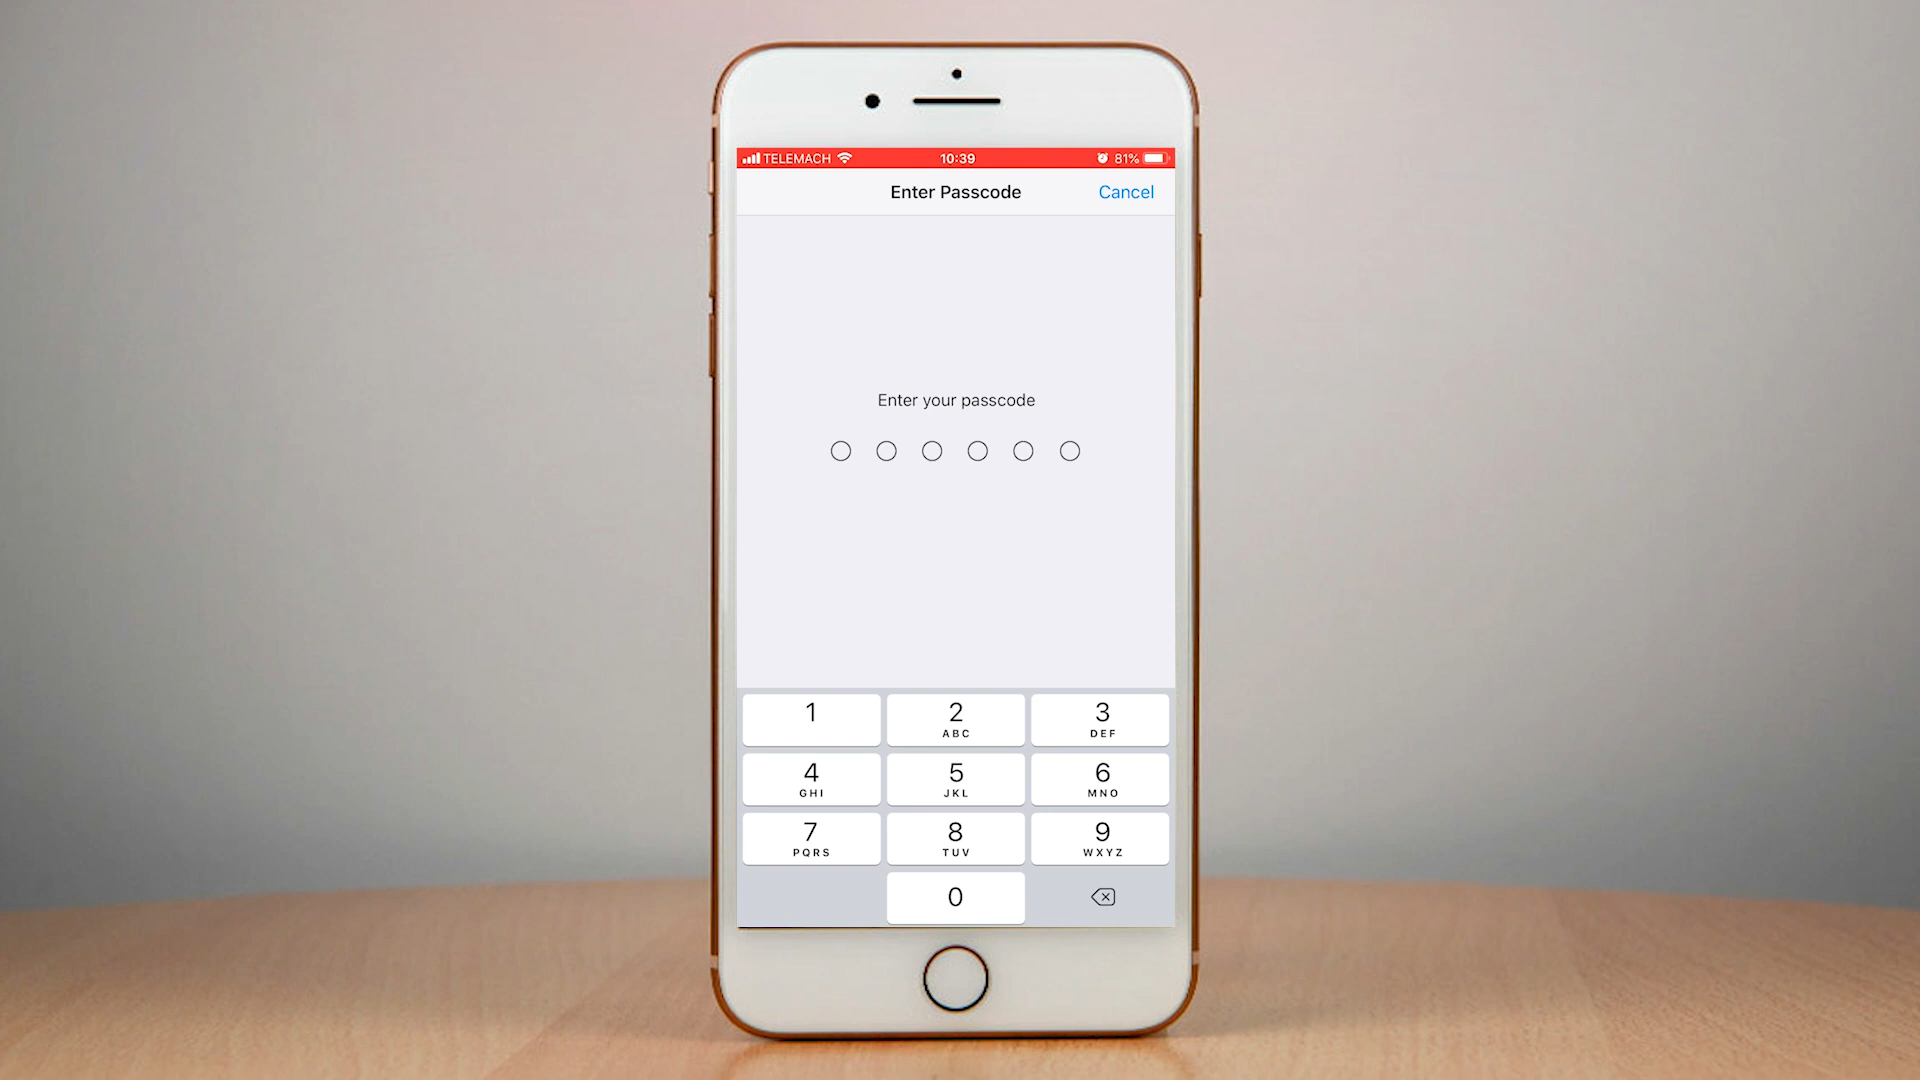 TELEMACH 10:39 81%
Enter Passcode Cancel
Enter your passcode
1 2 3
ABC DEF
4 5 6
GHI JKL MNO
7 8 9
PQRS TUV WXYZ
0